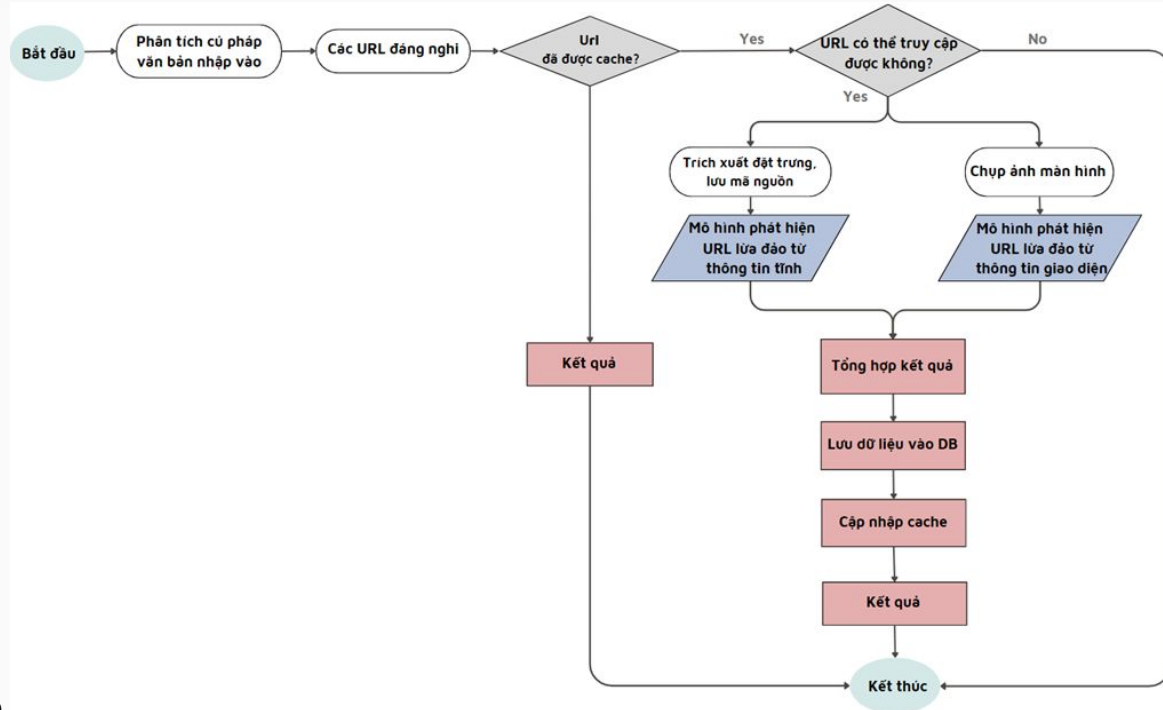 Bắt đầu
Phân tích cú pháp
văn bản nhập vào
Các URL đáng nghi
Url
đã được cache?
Yes
URL có thể truy cập
được không?
No
Yes
Trích xuất đặt trưng,
lưu mã nguồn
Chụp ảnh màn hình
Mô hình phát hiện
URL lừa đảo từ
thông tin tĩnh
Mô hình phát hiện
URL lừa đảo từ
thông tin giao diện
Kết quả
Tổng hợp kết quả
Lưu dữ liệu vào DB
Cập nhập cache
Kết quả
Kết thúc